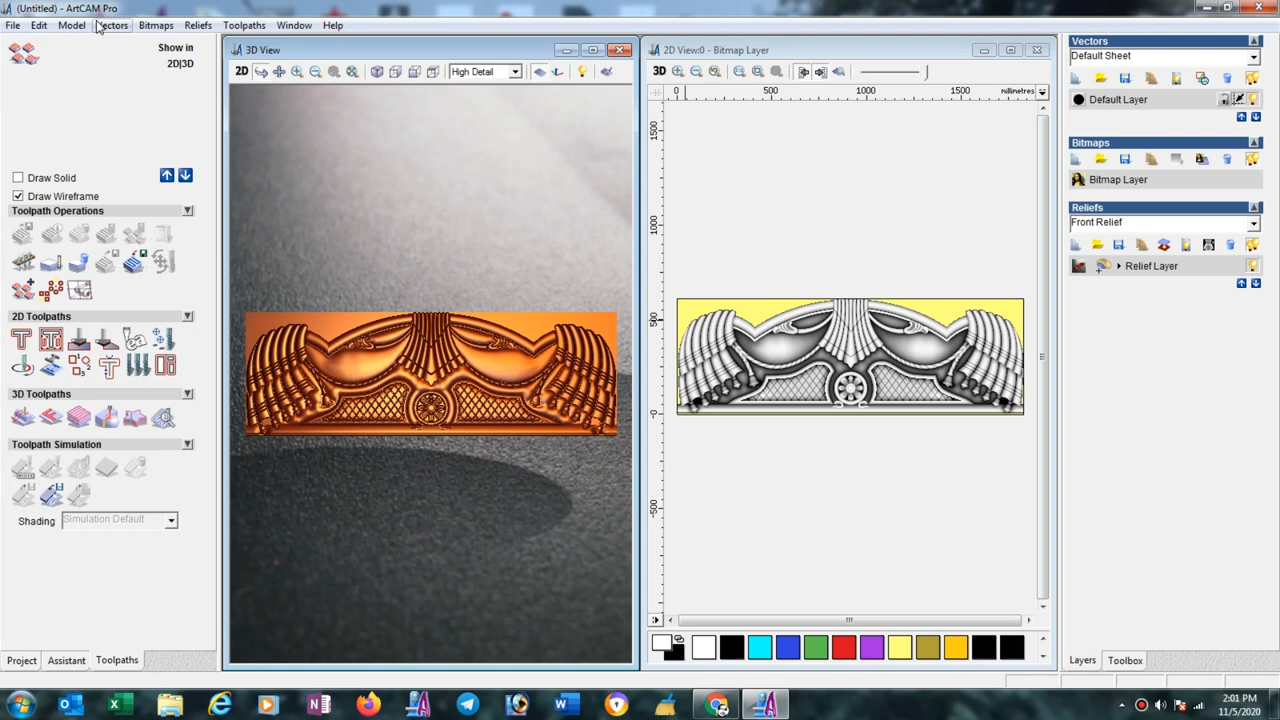 (Untitled) - ArtCAM Pro
File Edit Model Vectors Bitmaps Reliefs Toolpaths Window Help
Show in
2D|3D
Draw Solid
Draw Wireframe
Toolpath Operations
2D Toolpaths
3D Toolpaths
Toolpath Simulation
Shading Simulation Default
Project Assistant Toolpaths
3D View
2D High Detail
2D View:0 - Bitmap Layer
3D
0 500 1000 1500 millimetres
1500
1000
500
0
-500
Vectors
Default Sheet
Default Layer
Bitmaps
Bitmap Layer
Reliefs
Front Relief
Relief Layer
Layers Toolbox
2:01 PM
11/5/2020